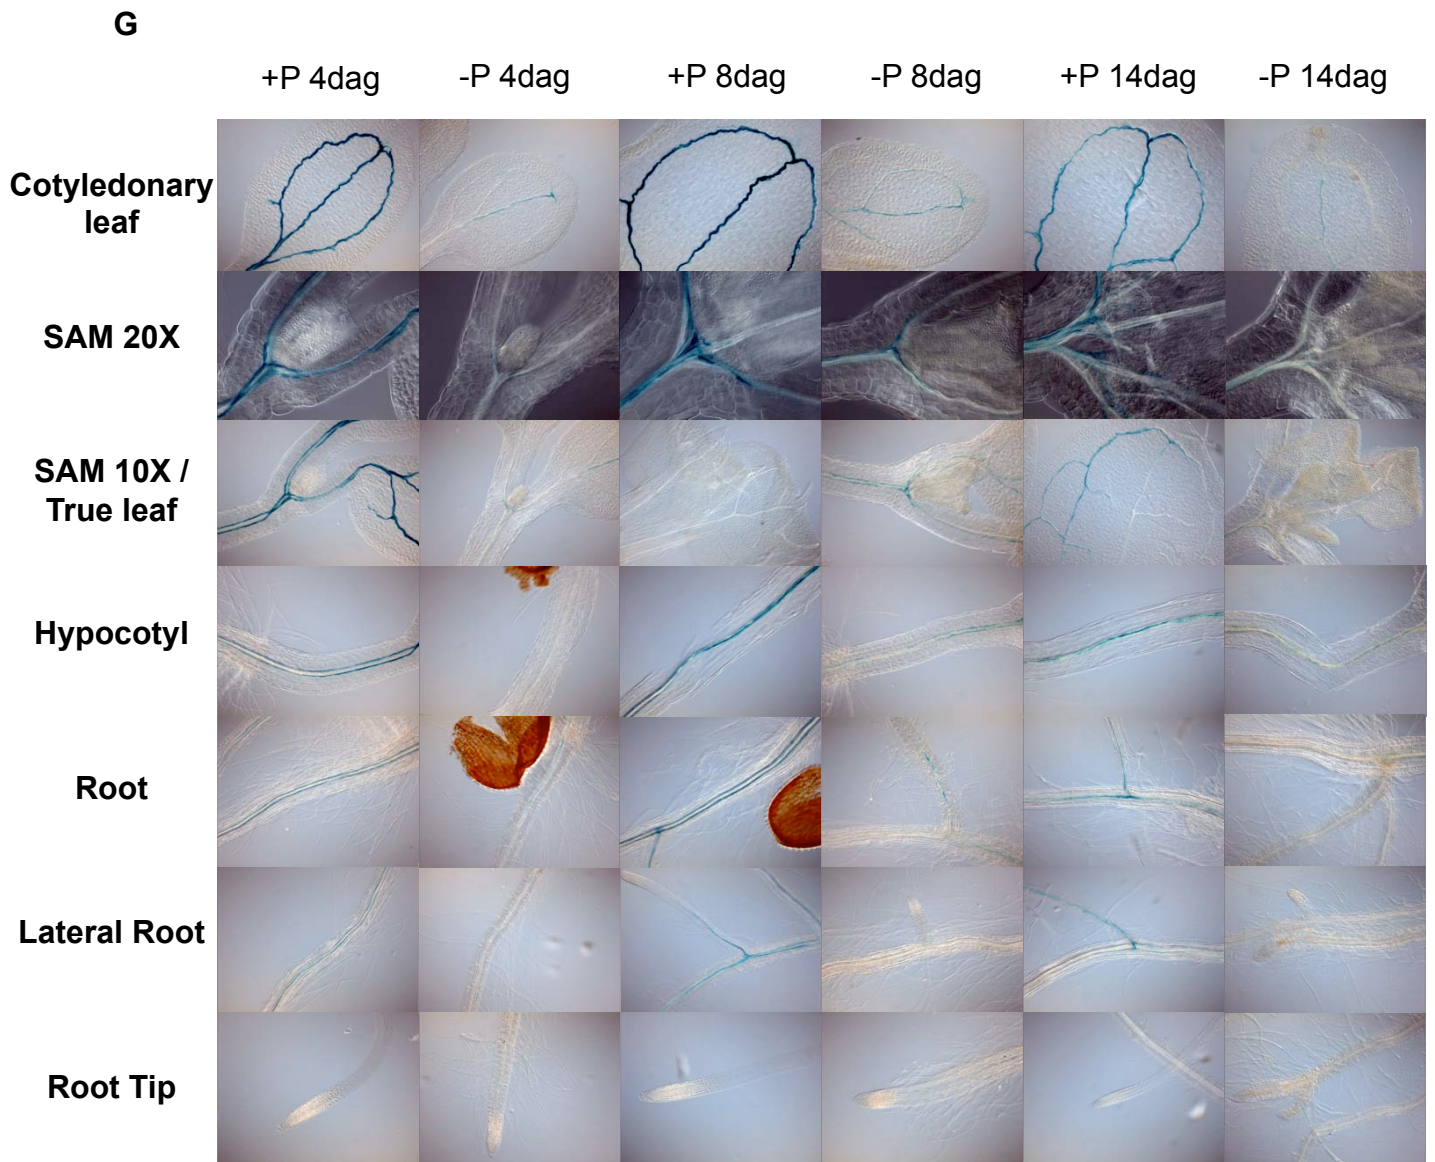 G
+P 4dag -P 4dag +P 8dag -P 8dag +P 14dag -P 14dag
Cotyledonary
leaf
SAM 20X
SAM 10X /
True leaf
Hypocotyl
Root
Lateral Root
Root Tip